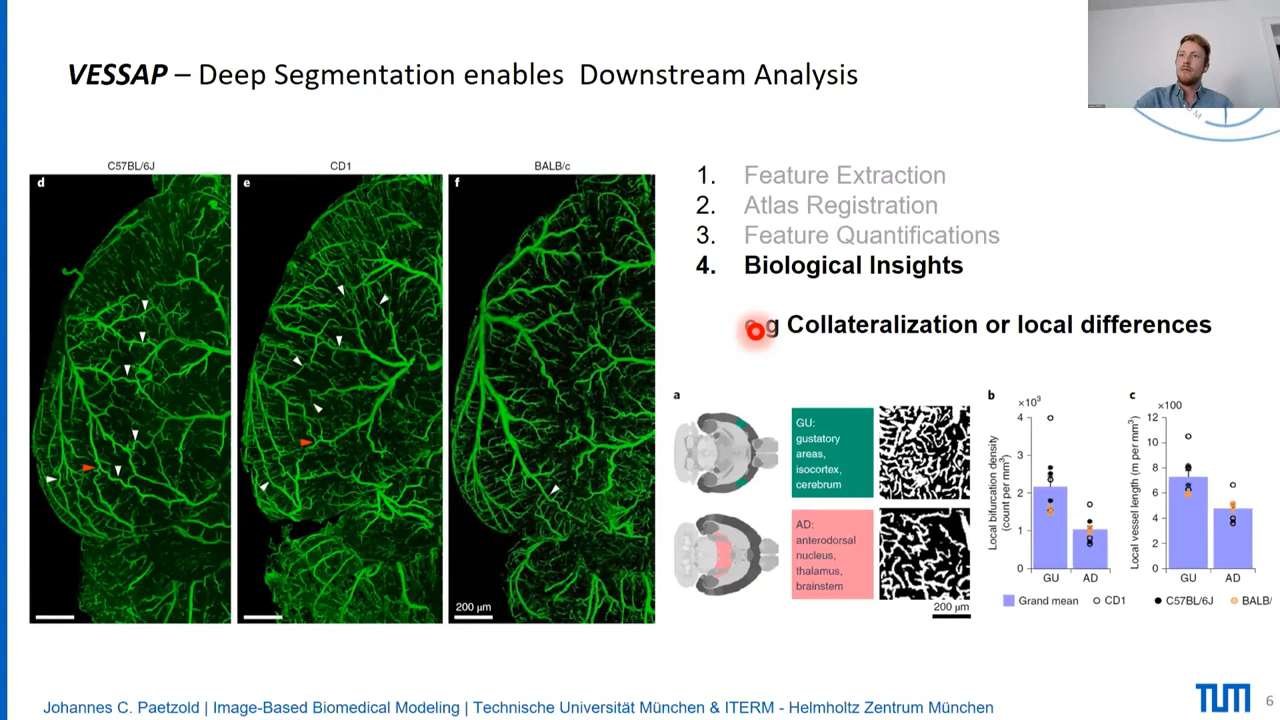 VESSAP – Deep Segmentation enables Downstream Analysis
C57BL/6J
CD1
BALB/c
d
e
f
200 µm
1. Feature Extraction
2. Atlas Registration
3. Feature Quantifications
4. Biological Insights
g Collateralization or local differences
a
GU:
gustatory
areas,
isocortex,
cerebrum
AD:
anterodorsal
nucleus,
thalamus,
brainstem
200 µm
b
×10³
Local bifurcation density
(count per mm³)
4
3
2
1
0
GU AD
c
×100
Local vessel length (m per mm³)
12
10
8
6
4
2
0
GU AD
Grand mean CD1 C57BL/6J BALB/
Johannes C. Paetzold | Image-Based Biomedical Modeling | Technische Universität München & ITERM - Helmholtz Zentrum München
TUM
6